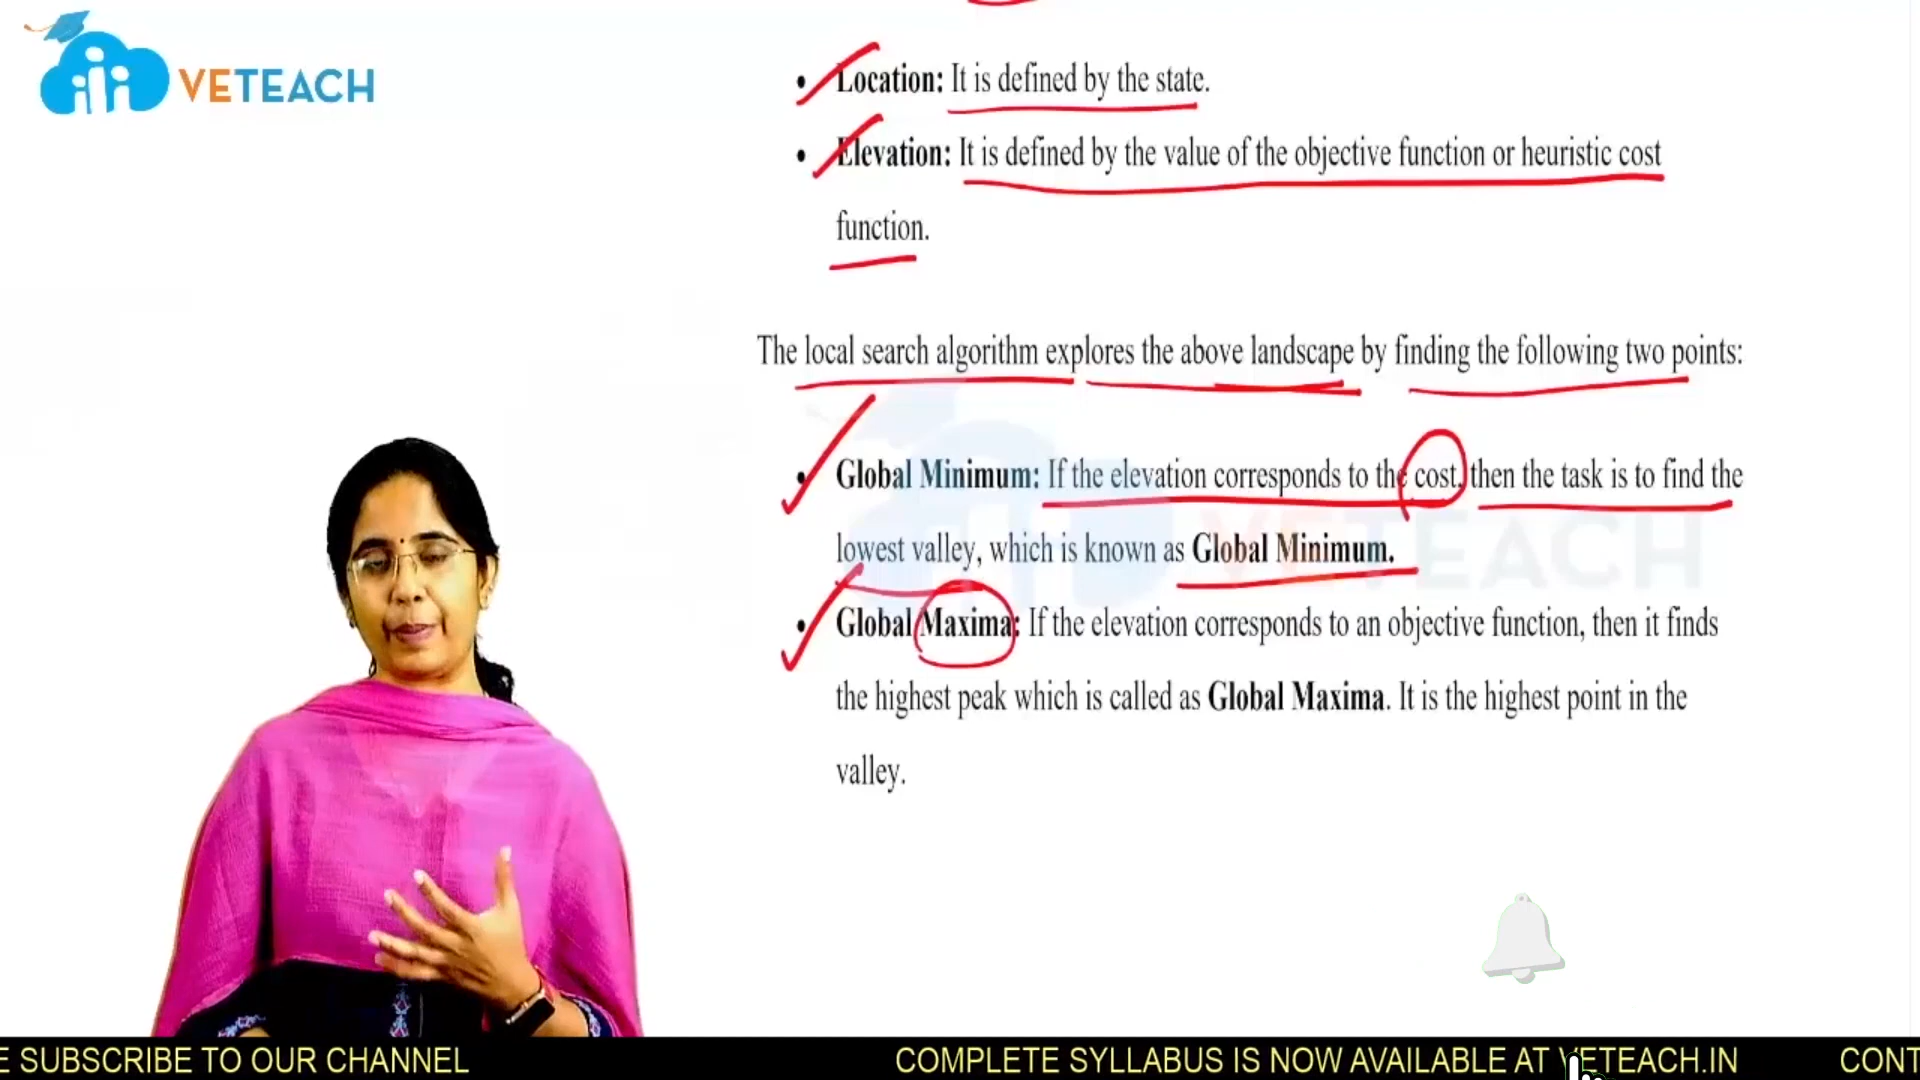 VETEACH
• Location: It is defined by the state.
• Elevation: It is defined by the value of the objective function or heuristic cost
function.
The local search algorithm explores the above landscape by finding the following two points:
• Global Minimum: If the elevation corresponds to the cost, then the task is to find the
lowest valley, which is known as Global Minimum.
• Global Maxima: If the elevation corresponds to an objective function, then it finds
the highest peak which is called as Global Maxima. It is the highest point in the
valley.
VETEACH
E SUBSCRIBE TO OUR CHANNEL COMPLETE SYLLABUS IS NOW AVAILABLE AT VETEACH.IN CONT